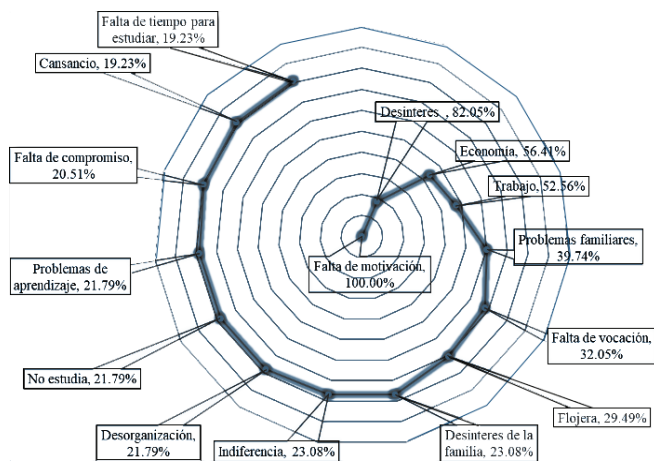 Falta de tiempo para
estudiar, 19.23%
Cansancio, 19.23%
Desinteres , 82.05%
Economía, 56.41%
Falta de compromiso,
20.51%
Trabajo, 52.56%
Problemas familiares,
39.74%
Problemas de
aprendizaje, 21.79%
Falta de motivación,
100.00%
Falta de vocación,
32.05%
No estudia, 21.79%
Flojera, 29.49%
Desorganización,
21.79%
Indiferencia, 23.08%
Desinteres de la
familia, 23.08%